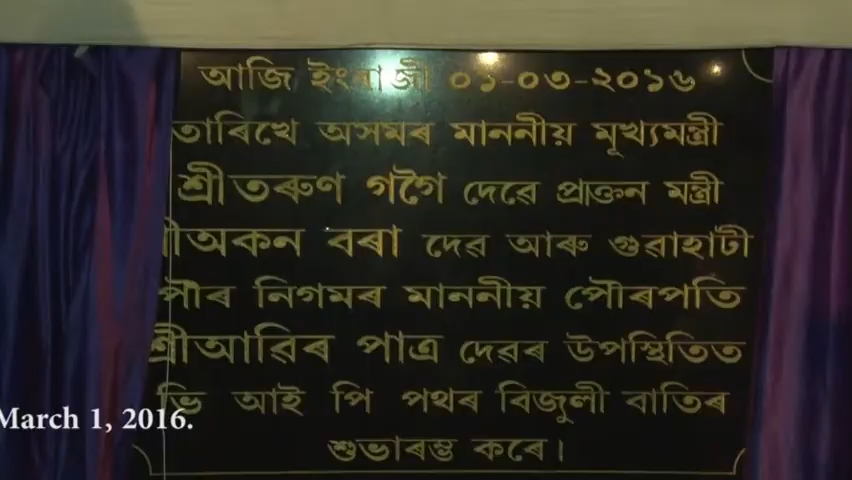 আজি ইংৰাজী ০১-০৩-২০১৬
তাৰিখে অসমৰ মাননীয় মূখ্যমন্ত্ৰী
শ্ৰীতৰুণ গগৈ দেৱে প্ৰাক্তন মন্ত্ৰী
শ্ৰীঅকন বৰা দেৱ আৰু গুৱাহাটী
পৌৰ নিগমৰ মাননীয় পৌৰপতি
শ্ৰীআবিৰ পাত্ৰ দেৱৰ উপস্থিতিত
ভি আই পি পথৰ বিজুলী বাতিৰ
শুভাৰম্ভ কৰে।
March 1, 2016.